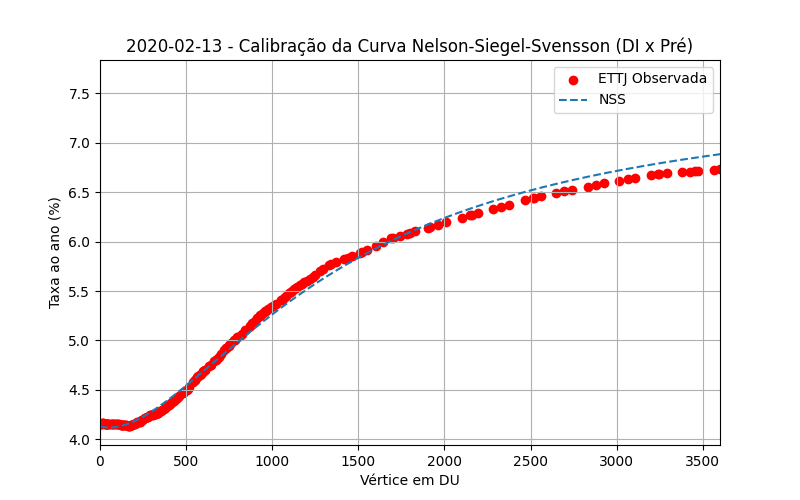 2020-02-13 - Calibração da Curva Nelson-Siegel-Svensson (DI x Pré)
ETTJ Observada
NSS
Taxa ao ano (%)
7.5
7.0
6.5
6.0
5.5
5.0
4.5
4.0
0 500 1000 1500 2000 2500 3000 3500
Vértice em DU